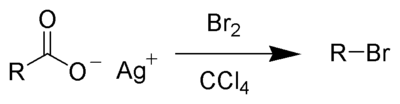 O
R O⁻ Ag⁺
Br₂
CCl₄
R–Br